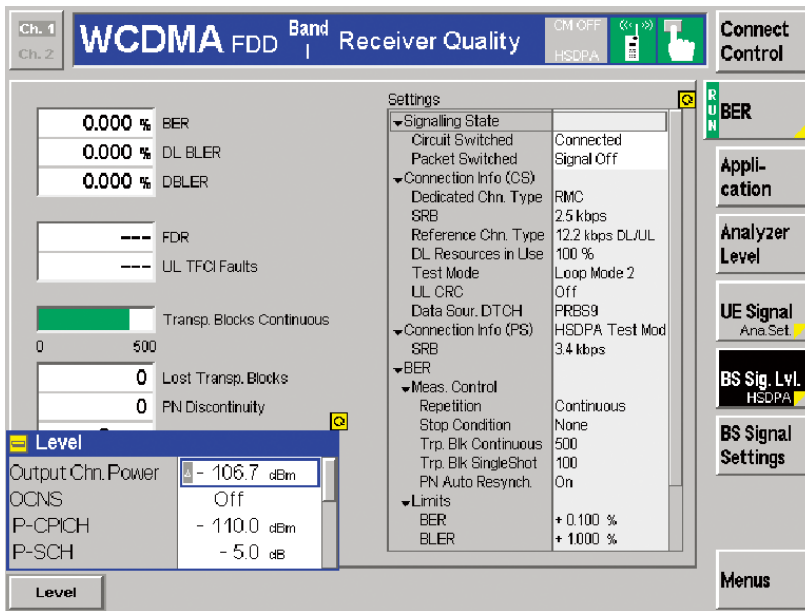 Ch. 1
Ch. 2
WCDMA FDD Band I Receiver Quality
CM OFF
HSDPA
Connect Control
0.000 % BER
0.000 % DL BLER
0.000 % DBLER
--- FDR
--- UL TFCI Faults
Transp. Blocks Continuous
0 500
0 Lost Transp. Blocks
0 PN Discontinuity
Level
Output Chn. Power - 106.7 dBm
OCNS Off
P-CPICH - 110.0 dBm
P-SCH - 5.0 dB
Settings
Signalling State
Circuit Switched Connected
Packet Switched Signal Off
Connection Info (CS)
Dedicated Chn. Type RMC
SRB 2.5 kbps
Reference Chn. Type 12.2 kbps DL/UL
DL Resources in Use 100 %
Test Mode Loop Mode 2
UL CRC Off
Data Sour. DTCH PRBS9
Connection Info (PS) HSDPA Test Mod
SRB 3.4 kbps
BER
Meas. Control
Repetition Continuous
Stop Condition None
Trp. Blk Continuous 500
Trp. Blk SingleShot 100
PN Auto Resynch. On
Limits
BER + 0.100 %
BLER + 1.000 %
RUN
BER
Appli-
cation
Analyzer
Level
UE Signal
Ana.Set.
BS Sig. Lvl.
HSDPA
BS Signal
Settings
Level
Menus